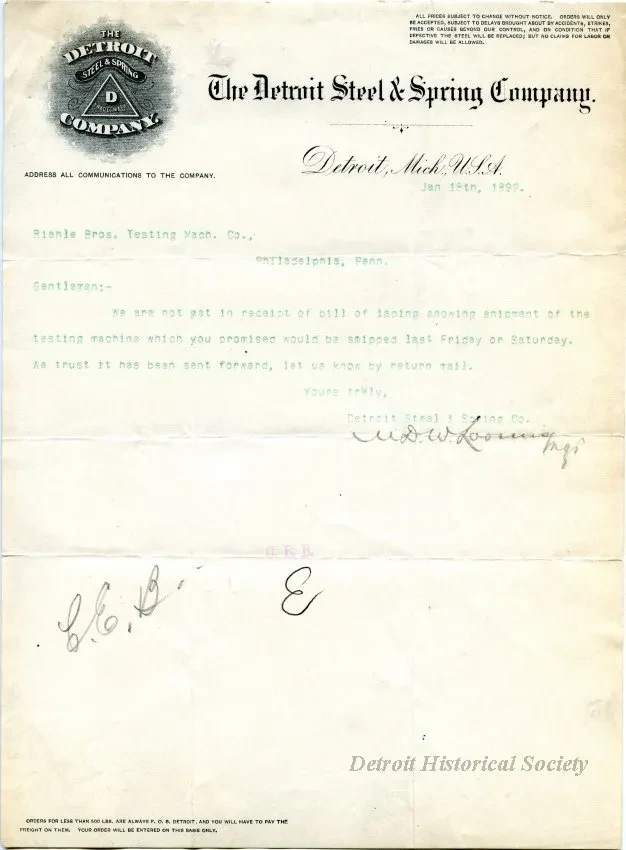 THE
DETROIT
STEEL & SPRING
D
COMPANY.
ALL PRICES SUBJECT TO CHANGE WITHOUT NOTICE. ORDERS WILL ONLY
BE ACCEPTED, SUBJECT TO DELAYS BROUGHT ABOUT BY ACCIDENTS, STRIKES,
FIRES OR CAUSES BEYOND OUR CONTROL, AND ON CONDITION THAT IF
DEFECTIVE THE STEEL WILL BE REPLACED; BUT NO CLAIMS FOR LABOR OR
DAMAGES WILL BE ALLOWED.
The Detroit Steel & Spring Company.
Detroit, Mich. U.S.A.
ADDRESS ALL COMMUNICATIONS TO THE COMPANY.
Jan 18th, 1899.
Riehle Bros. Testing Mach. Co.,
Philadelphia, Penn.
Gentlemen;-
We are not yet in receipt of bill of lading showing shipment of the
testing machine which you promised would be shipped last Friday or Saturday.
We trust it has been sent forward, let us know by return mail.
Yours truly,
Detroit Steel & Spring Co.
D.W. mgr
R. B.
E. B.
E
Detroit Historical Society
ORDERS FOR LESS THAN 500 LBS. ARE ALWAYS F. O. B. DETROIT, AND YOU WILL HAVE TO PAY THE
FREIGHT ON THEM. YOUR ORDER WILL BE ENTERED ON THIS BASIS ONLY.